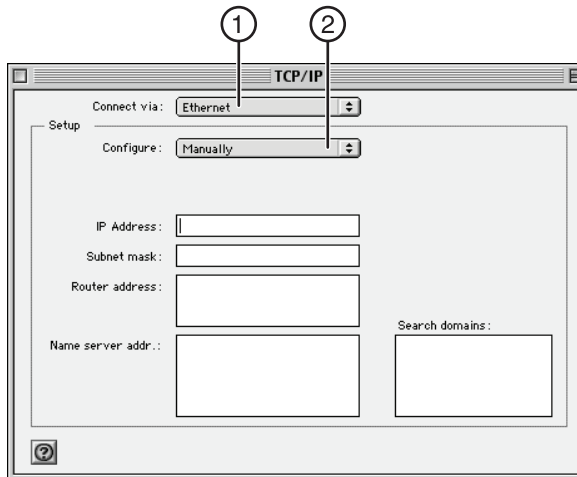 1 2
TCP/IP
Connect via: Ethernet
Setup
Configure: Manually
IP Address:
Subnet mask:
Router address:
Search domains:
Name server addr.:
?